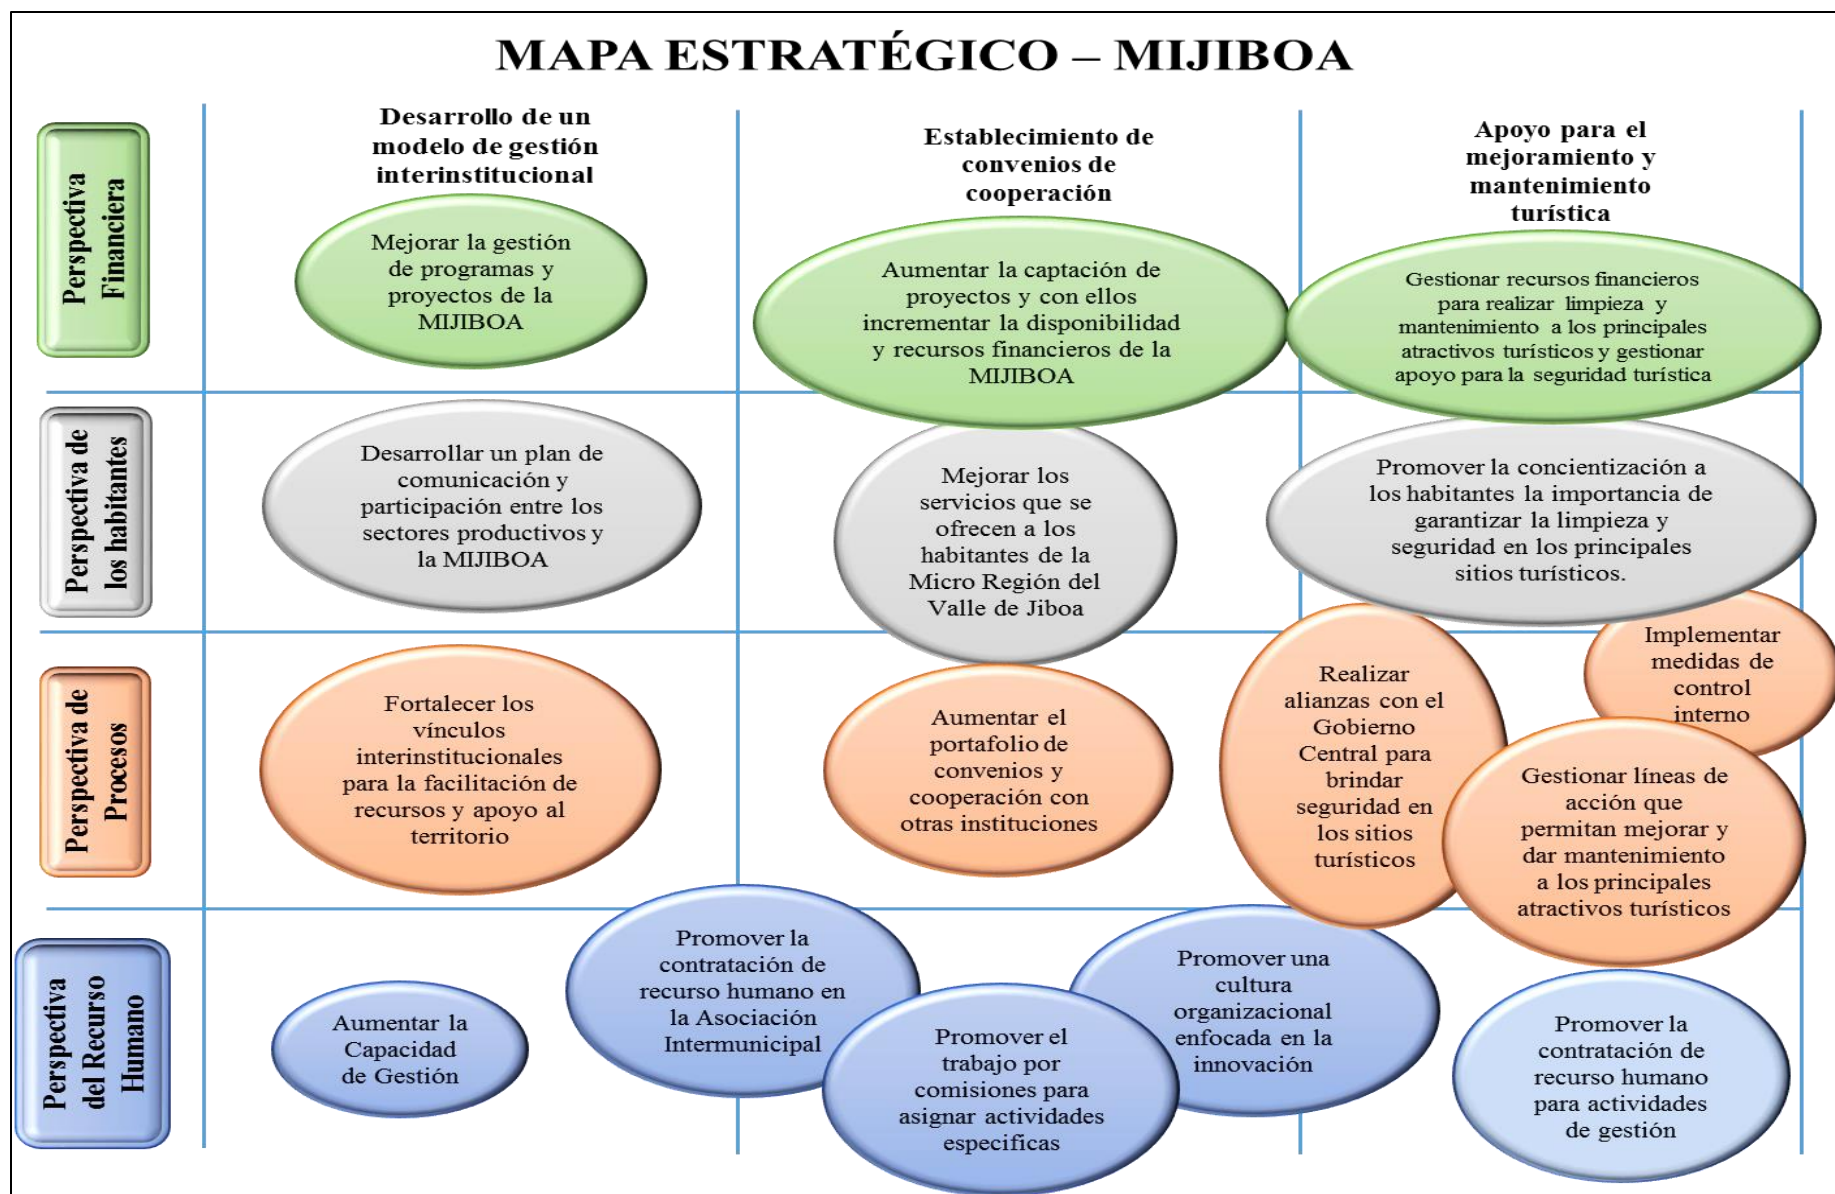 MAPA ESTRATÉGICO – MIJIBOA
Desarrollo de un
modelo de gestión
interinstitucional
Establecimiento de
convenios de
cooperación
Apoyo para el
mejoramiento y
mantenimiento
turística
Perspectiva
Financiera
Mejorar la gestión
de programas y
proyectos de la
MIJIBOA
Aumentar la captación de
proyectos y con ellos
incrementar la disponibilidad
y recursos financieros de la
MIJIBOA
Gestionar recursos financieros
para realizar limpieza y
mantenimiento a los principales
atractivos turísticos y gestionar
apoyo para la seguridad turística
Perspectiva de
los habitantes
Desarrollar un plan de
comunicación y
participación entre los
sectores productivos y
la MIJIBOA
Mejorar los
servicios que se
ofrecen a los
habitantes de la
Micro Región del
Valle de Jiboa
Promover la concientización a
los habitantes la importancia de
garantizar la limpieza y
seguridad en los principales
sitios turísticos.
Perspectiva de
Procesos
Fortalecer los
vínculos
interinstitucionales
para la facilitación de
recursos y apoyo al
territorio
Aumentar el
portafolio de
convenios y
cooperación con
otras instituciones
Realizar
alianzas con el
Gobierno
Central para
brindar
seguridad en
los sitios
turísticos
Implementar
medidas de
control
interno
Gestionar líneas de
acción que
permitan mejorar y
dar mantenimiento
a los principales
atractivos turísticos
Perspectiva
del Recurso
Humano
Aumentar la
Capacidad
de Gestión
Promover la
contratación de
recurso humano en
la Asociación
Intermunicipal
Promover el
trabajo por
comisiones para
asignar actividades
especificas
Promover una
cultura
organizacional
enfocada en la
innovación
Promover la
contratación de
recurso humano
para actividades
de gestión